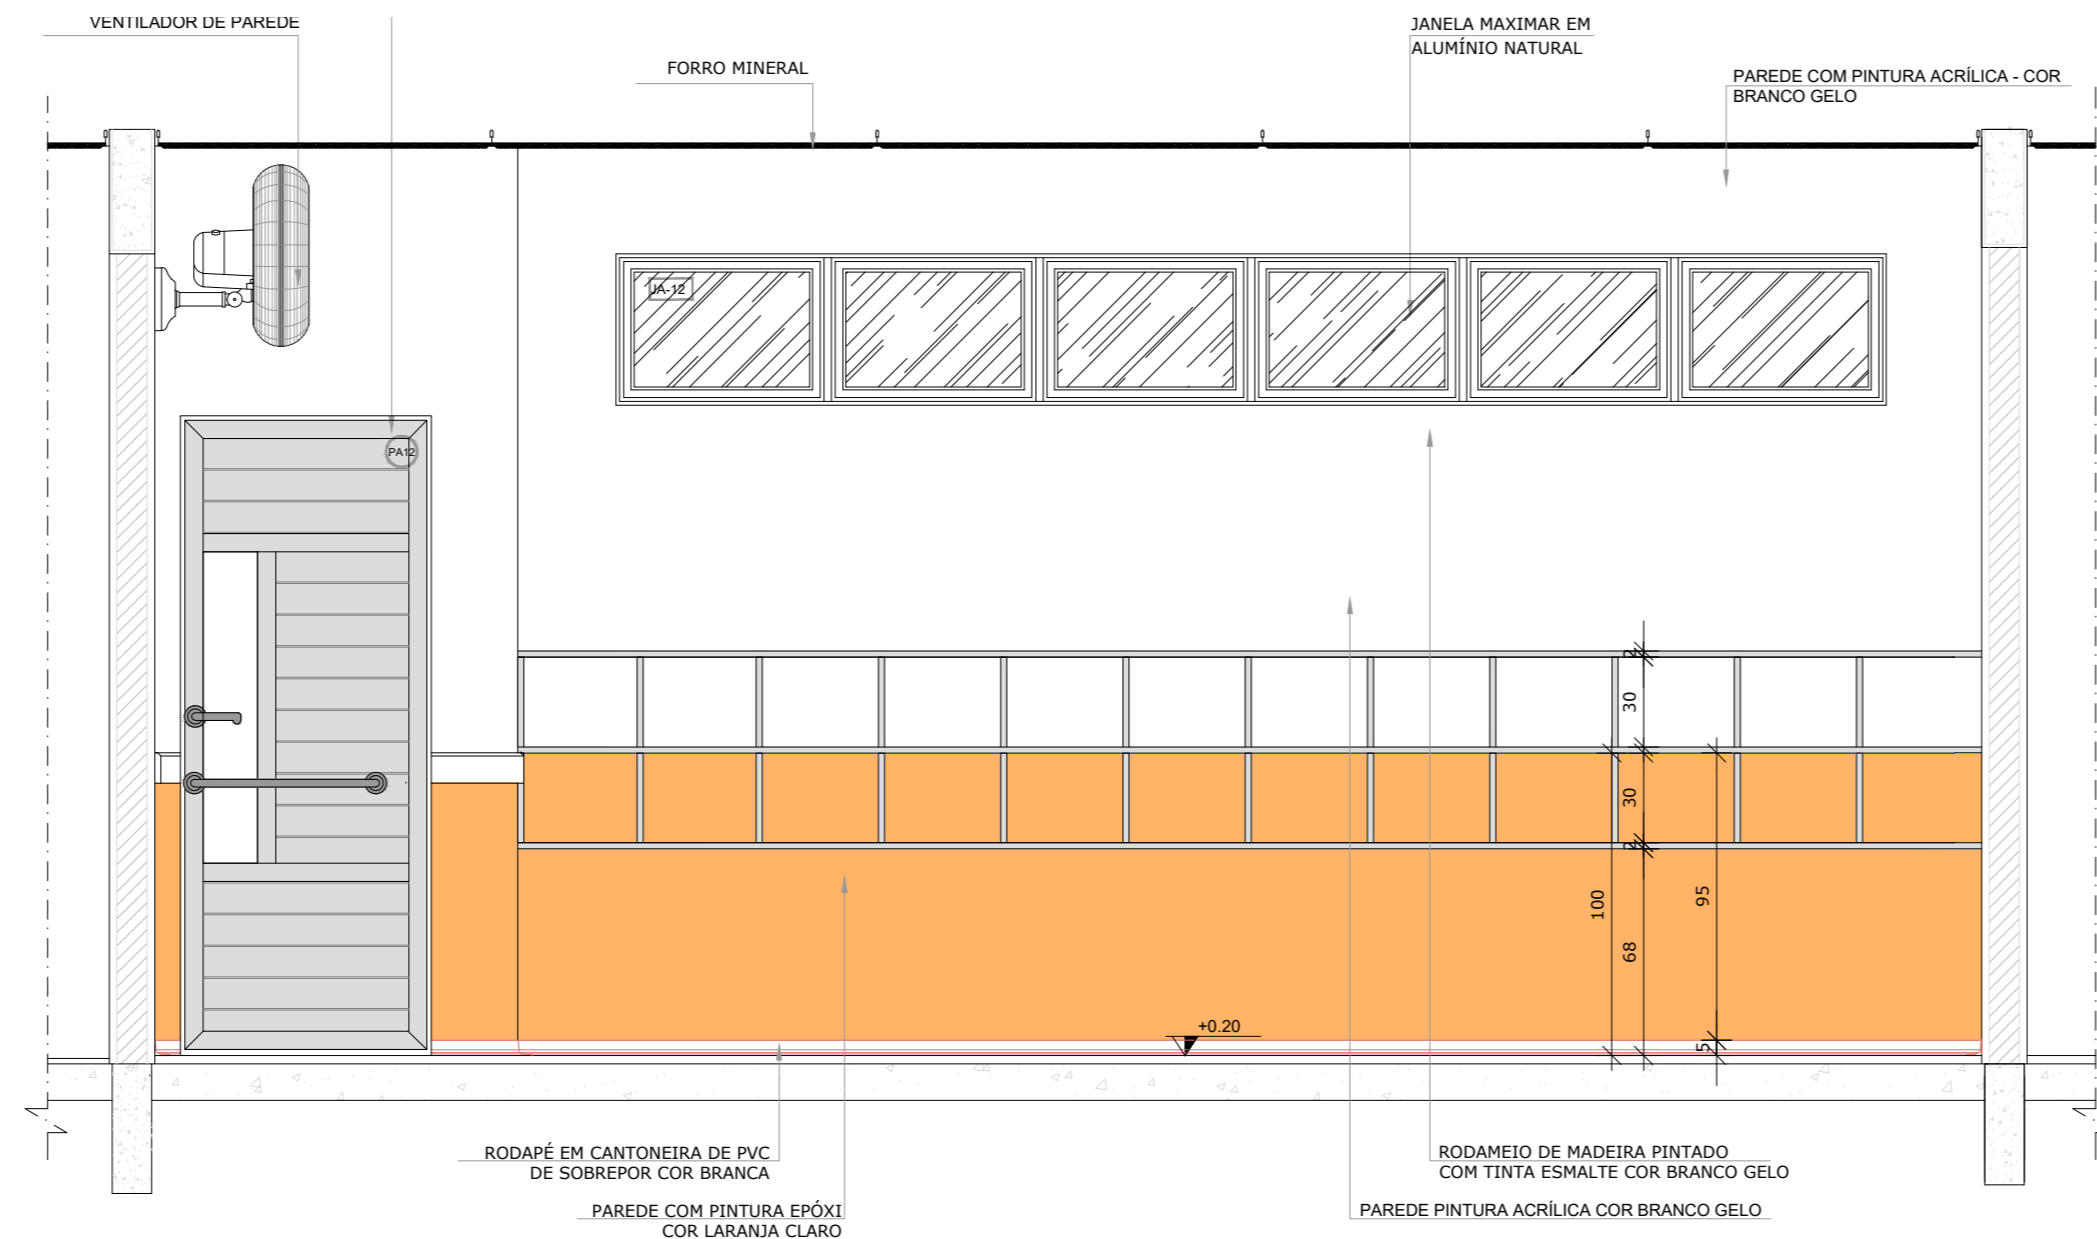 VENTILADOR DE PAREDE
JANELA MAXIMAR EM
ALUMÍNIO NATURAL
FORRO MINERAL
PAREDE COM PINTURA ACRÍLICA - COR
BRANCO GELO
JA-12
PA12
2
30
30
2
100
95
68
+0.20
5
RODAPÉ EM CANTONEIRA DE PVC
DE SOBREPOR COR BRANCA
RODAMEIO DE MADEIRA PINTADO
COM TINTA ESMALTE COR BRANCO GELO
PAREDE COM PINTURA EPÓXI
COR LARANJA CLARO
PAREDE PINTURA ACRÍLICA COR BRANCO GELO